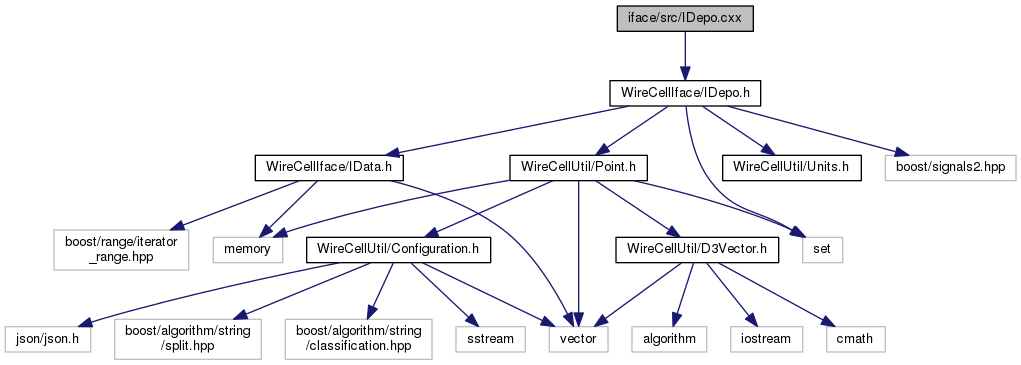 iface/src/IDepo.cxx
WireCellIface/IDepo.h
WireCellIface/IData.h
WireCellUtil/Point.h
WireCellUtil/Units.h
boost/signals2.hpp
boost/range/iterator
_range.hpp
memory
WireCellUtil/Configuration.h
WireCellUtil/D3Vector.h
set
json/json.h
boost/algorithm/string
/split.hpp
boost/algorithm/string
/classification.hpp
sstream
vector
algorithm
iostream
cmath